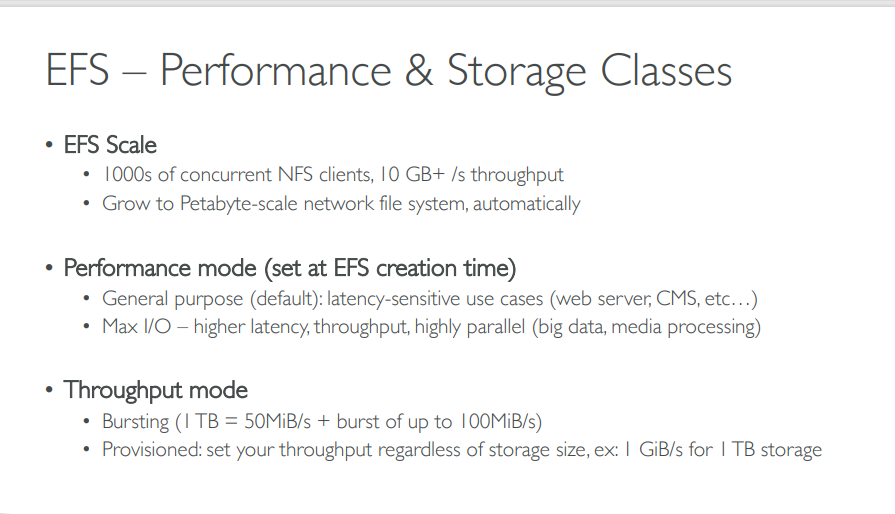 EFS – Performance & Storage Classes
• EFS Scale
• 1000s of concurrent NFS clients, 10 GB+ /s throughput
• Grow to Petabyte-scale network file system, automatically
• Performance mode (set at EFS creation time)
• General purpose (default): latency-sensitive use cases (web server, CMS, etc…)
• Max I/O – higher latency, throughput, highly parallel (big data, media processing)
• Throughput mode
• Bursting (1 TB = 50MiB/s + burst of up to 100MiB/s)
• Provisioned: set your throughput regardless of storage size, ex: 1 GiB/s for 1 TB storage